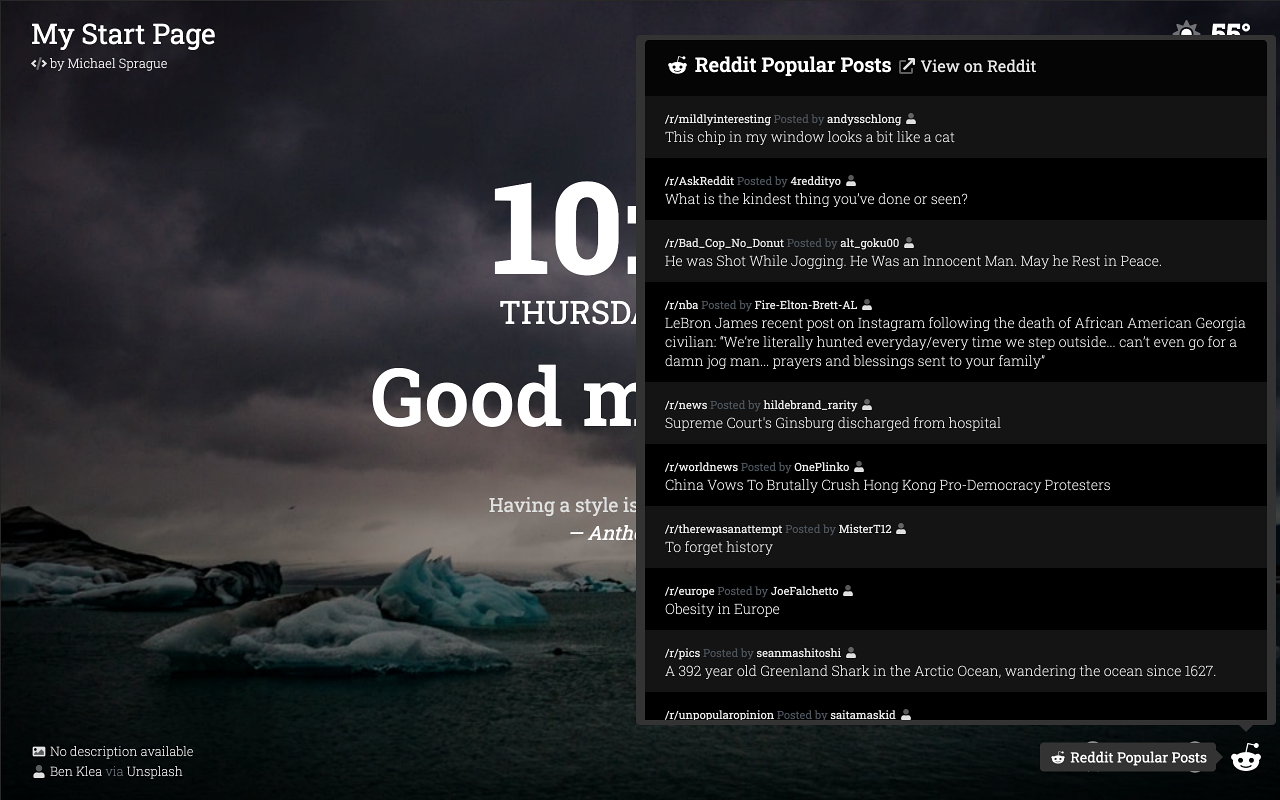 My Start Page
by Michael Sprague
55°
10:
THURSDA
Good m
Having a style is
— Antho
Reddit Popular Posts View on Reddit
/r/mildlyinteresting Posted by andysschlong
This chip in my window looks a bit like a cat
/r/AskReddit Posted by 4reddityo
What is the kindest thing you've done or seen?
/r/Bad_Cop_No_Donut Posted by alt_goku00
He was Shot While Jogging. He Was an Innocent Man. May he Rest in Peace.
/r/nba Posted by Fire-Elton-Brett-AL
LeBron James recent post on Instagram following the death of African American Georgia
civilian: “We’re literally hunted everyday/every time we step outside... can’t even go for a
damn jog man... prayers and blessings sent to your family”
/r/news Posted by hildebrand_rarity
Supreme Court's Ginsburg discharged from hospital
/r/worldnews Posted by OnePlinko
China Vows To Brutally Crush Hong Kong Pro-Democracy Protesters
/r/therewasanattempt Posted by MisterT12
To forget history
/r/europe Posted by JoeFalchetto
Obesity in Europe
/r/pics Posted by seanmashitoshi
A 392 year old Greenland Shark in the Arctic Ocean, wandering the ocean since 1627.
/r/unpopularopinion Posted by saitamaskid
No description available
Ben Klea via Unsplash
Reddit Popular Posts